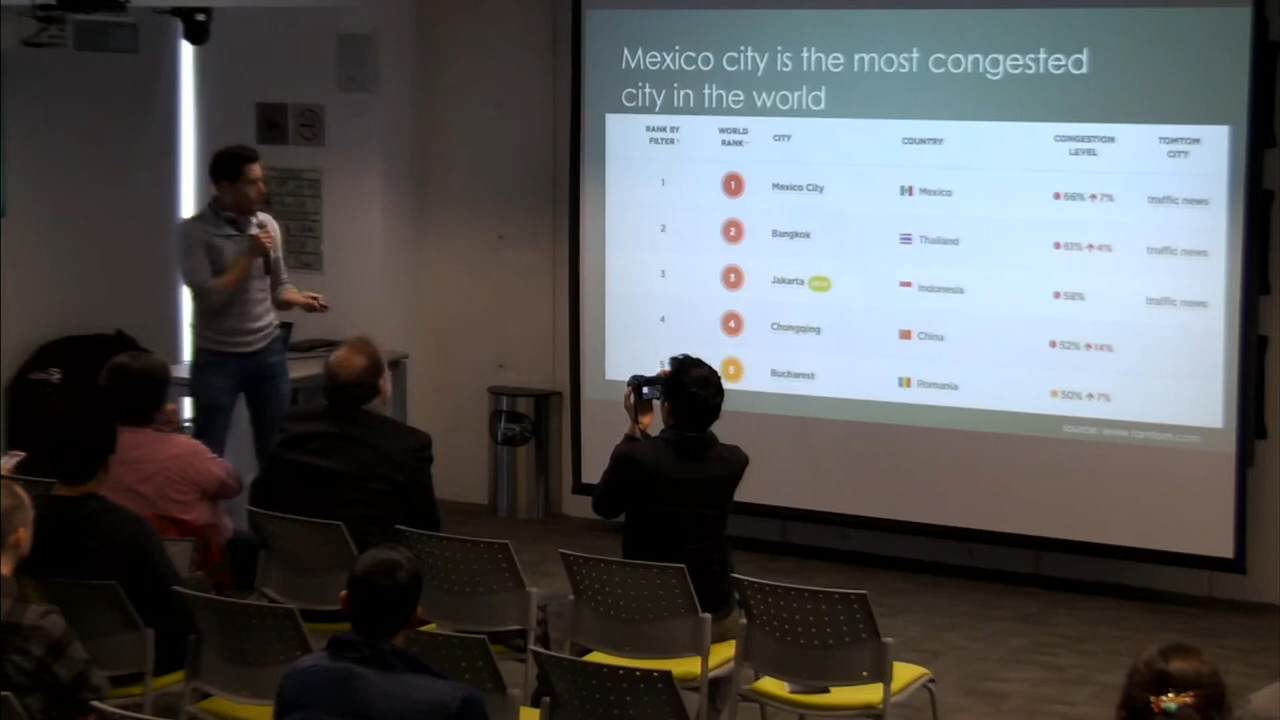 Mexico city is the most congested
city in the world
RANK BY FILTER WORLD RANK CITY COUNTRY CONGESTION LEVEL TOMTOM CITY
1 1 Mexico City Mexico 66% 7% traffic news
2 2 Bangkok Thailand 61% 4% traffic news
3 3 Jakarta Indonesia 58% traffic news
4 4 Chongqing China 52% 14%
5 5 Bucharest Romania 50% 7%
source: www.tomtom.com